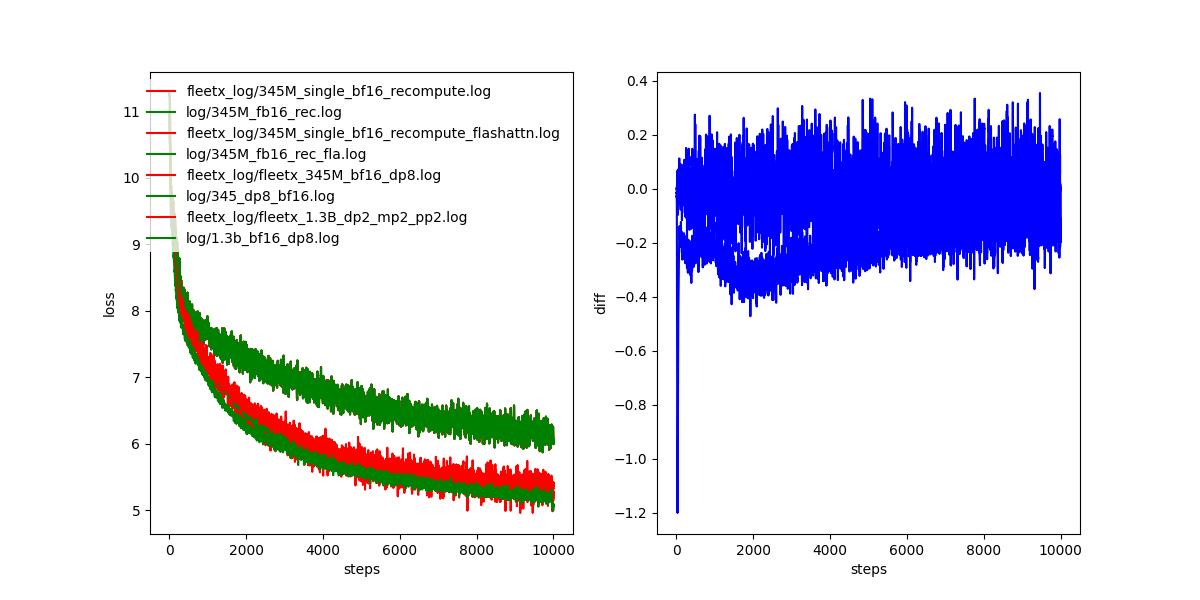 fleetx_log/345M_single_bf16_recompute.log
log/345M_fb16_rec.log
fleetx_log/345M_single_bf16_recompute_flashattn.log
log/345M_fb16_rec_fla.log
fleetx_log/fleetx_345M_bf16_dp8.log
log/345_dp8_bf16.log
fleetx_log/fleetx_1.3B_dp2_mp2_pp2.log
log/1.3b_bf16_dp8.log
11
10
9
8
7
6
5
loss
0 2000 4000 6000 8000 10000
steps
0.4
0.2
0.0
−0.2
−0.4
−0.6
−0.8
−1.0
−1.2
diff
0 2000 4000 6000 8000 10000
steps